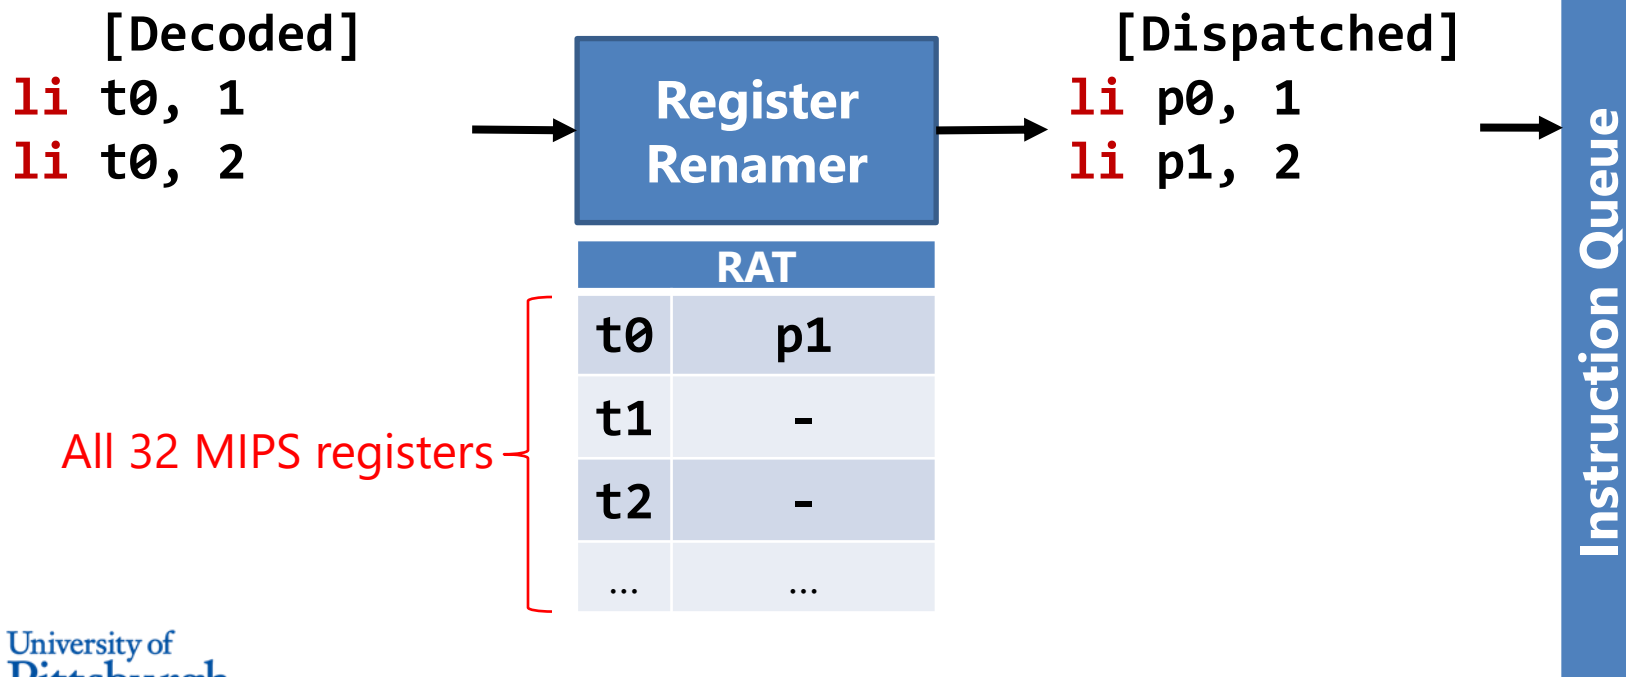 [Decoded]
li t0, 1
li t0, 2
Register
Renamer
[Dispatched]
li p0, 1
li p1, 2
Instruction Queue
RAT
t0 p1
t1 -
t2 -
... ...
All 32 MIPS registers
University of
Pittsburgh